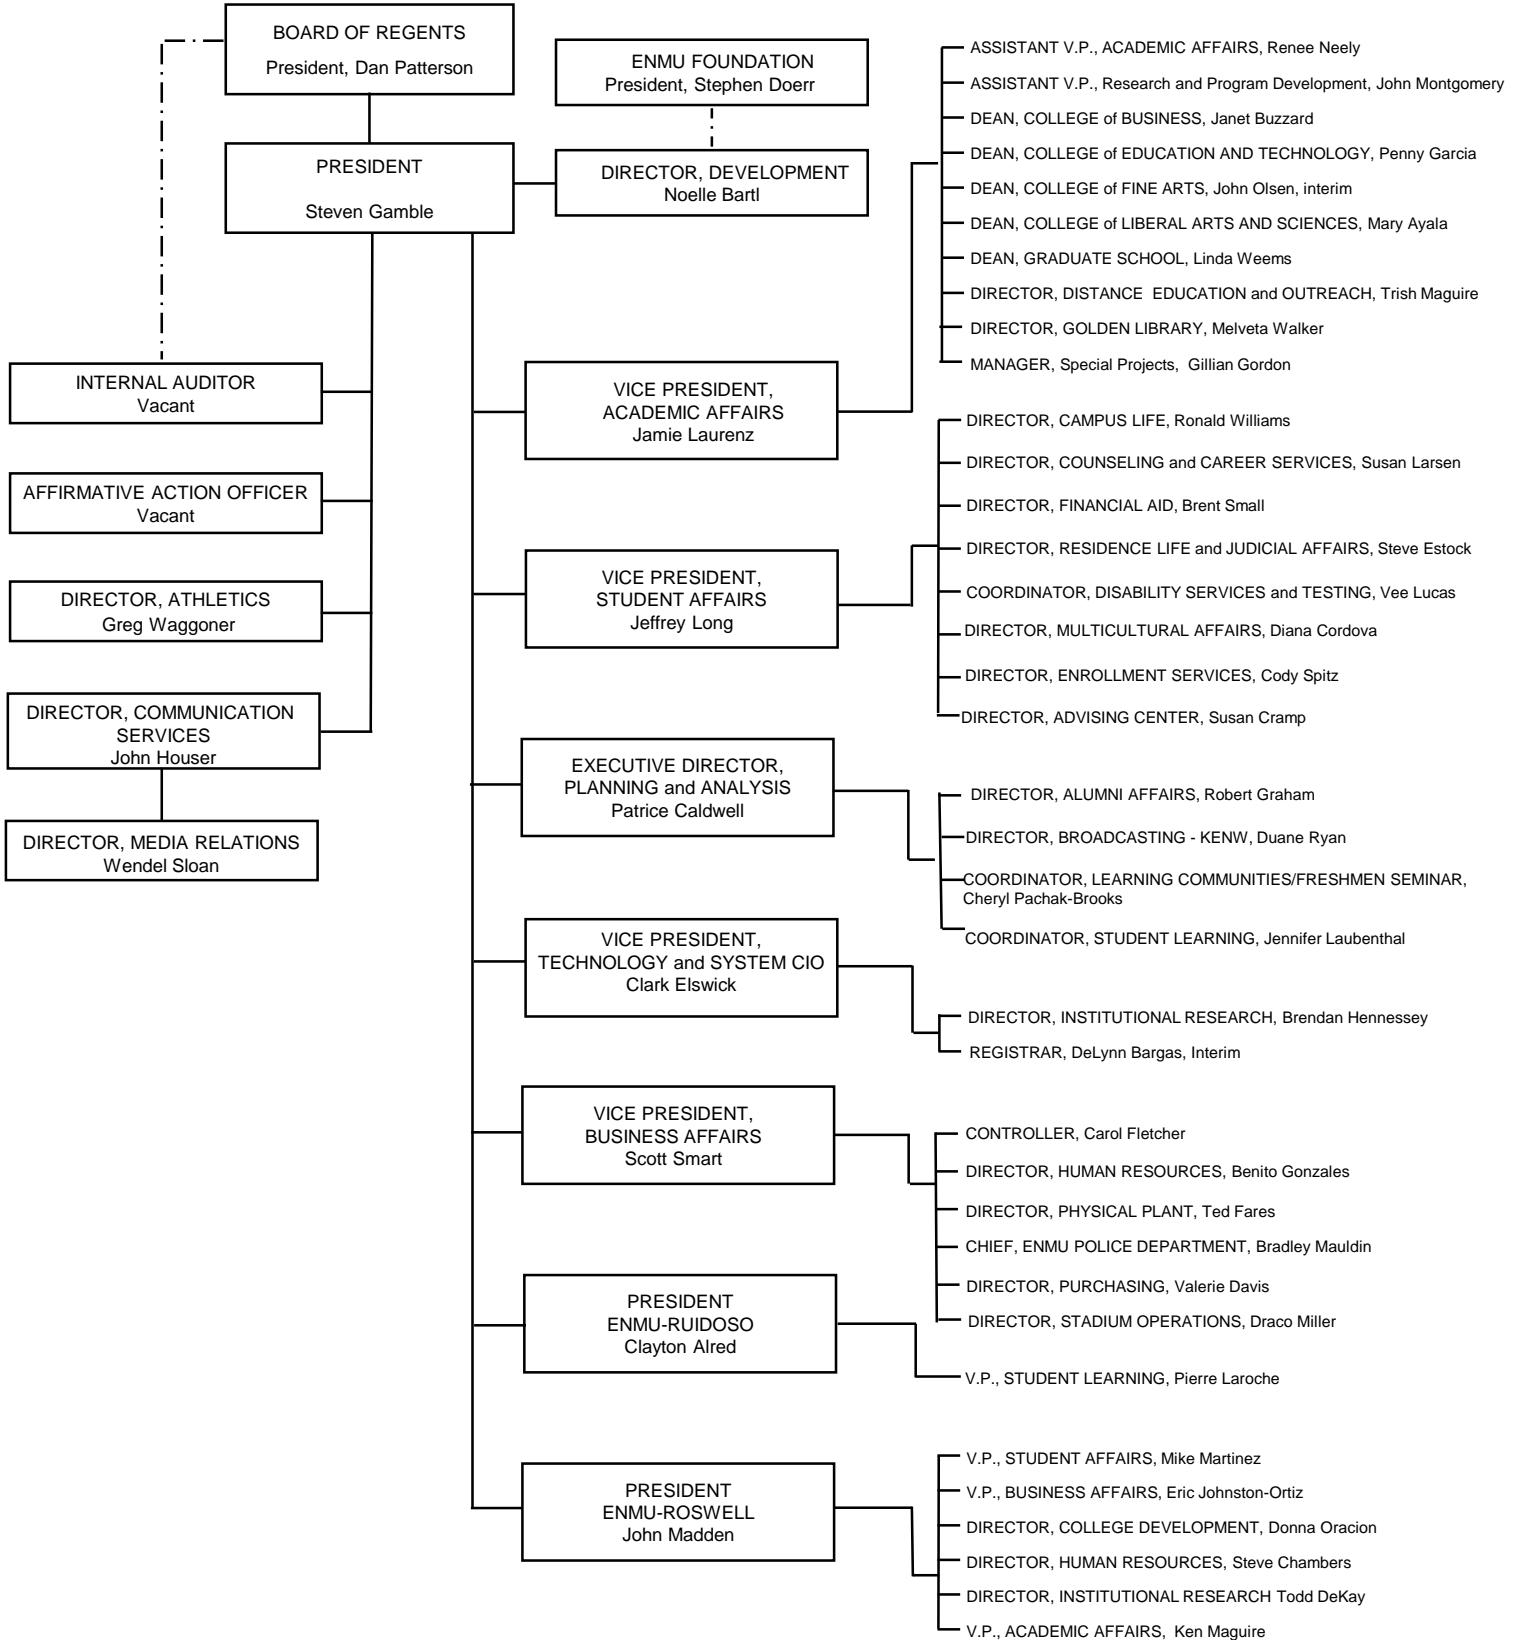 BOARD OF REGENTS
President, Dan Patterson
ENMU FOUNDATION
President, Stephen Doerr
PRESIDENT
Steven Gamble
DIRECTOR, DEVELOPMENT
Noelle Bartl
INTERNAL AUDITOR
Vacant
AFFIRMATIVE ACTION OFFICER
Vacant
DIRECTOR, ATHLETICS
Greg Waggoner
DIRECTOR, COMMUNICATION
SERVICES
John Houser
DIRECTOR, MEDIA RELATIONS
Wendel Sloan
VICE PRESIDENT,
ACADEMIC AFFAIRS
Jamie Laurenz
ASSISTANT V.P., ACADEMIC AFFAIRS, Renee Neely
ASSISTANT V.P., Research and Program Development, John Montgomery
DEAN, COLLEGE of BUSINESS, Janet Buzzard
DEAN, COLLEGE of EDUCATION AND TECHNOLOGY, Penny Garcia
DEAN, COLLEGE of FINE ARTS, John Olsen, interim
DEAN, COLLEGE of LIBERAL ARTS AND SCIENCES, Mary Ayala
DEAN, GRADUATE SCHOOL, Linda Weems
DIRECTOR, DISTANCE EDUCATION and OUTREACH, Trish Maguire
DIRECTOR, GOLDEN LIBRARY, Melveta Walker
MANAGER, Special Projects, Gillian Gordon
VICE PRESIDENT,
STUDENT AFFAIRS
Jeffrey Long
DIRECTOR, CAMPUS LIFE, Ronald Williams
DIRECTOR, COUNSELING and CAREER SERVICES, Susan Larsen
DIRECTOR, FINANCIAL AID, Brent Small
DIRECTOR, RESIDENCE LIFE and JUDICIAL AFFAIRS, Steve Estock
COORDINATOR, DISABILITY SERVICES and TESTING, Vee Lucas
DIRECTOR, MULTICULTURAL AFFAIRS, Diana Cordova
DIRECTOR, ENROLLMENT SERVICES, Cody Spitz
DIRECTOR, ADVISING CENTER, Susan Cramp
EXECUTIVE DIRECTOR,
PLANNING and ANALYSIS
Patrice Caldwell
DIRECTOR, ALUMNI AFFAIRS, Robert Graham
DIRECTOR, BROADCASTING - KENW, Duane Ryan
COORDINATOR, LEARNING COMMUNITIES/FRESHMEN SEMINAR,
Cheryl Pachak-Brooks
COORDINATOR, STUDENT LEARNING, Jennifer Laubenthal
VICE PRESIDENT,
TECHNOLOGY and SYSTEM CIO
Clark Elswick
DIRECTOR, INSTITUTIONAL RESEARCH, Brendan Hennessey
REGISTRAR, DeLynn Bargas, Interim
VICE PRESIDENT,
BUSINESS AFFAIRS
Scott Smart
CONTROLLER, Carol Fletcher
DIRECTOR, HUMAN RESOURCES, Benito Gonzales
DIRECTOR, PHYSICAL PLANT, Ted Fares
CHIEF, ENMU POLICE DEPARTMENT, Bradley Mauldin
DIRECTOR, PURCHASING, Valerie Davis
DIRECTOR, STADIUM OPERATIONS, Draco Miller
PRESIDENT
ENMU-RUIDOSO
Clayton Alred
V.P., STUDENT LEARNING, Pierre Laroche
PRESIDENT
ENMU-ROSWELL
John Madden
V.P., STUDENT AFFAIRS, Mike Martinez
V.P., BUSINESS AFFAIRS, Eric Johnston-Ortiz
DIRECTOR, COLLEGE DEVELOPMENT, Donna Oracion
DIRECTOR, HUMAN RESOURCES, Steve Chambers
DIRECTOR, INSTITUTIONAL RESEARCH Todd DeKay
V.P., ACADEMIC AFFAIRS, Ken Maguire